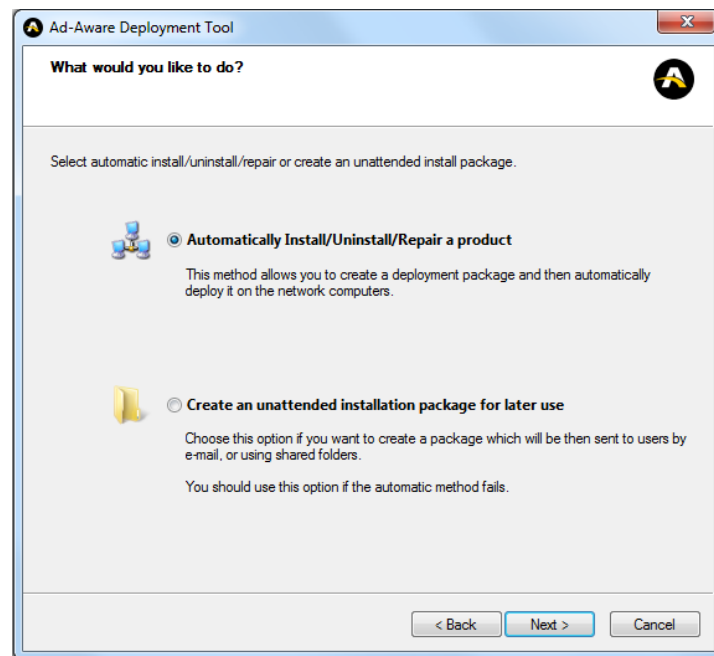 Ad-Aware Deployment Tool
What would you like to do?
Select automatic install/uninstall/repair or create an unattended install package.
Automatically Install/Uninstall/Repair a product
This method allows you to create a deployment package and then automatically
deploy it on the network computers.
Create an unattended installation package for later use
Choose this option if you want to create a package which will be then sent to users by
e-mail, or using shared folders.
You should use this option if the automatic method fails.
< Back Next > Cancel